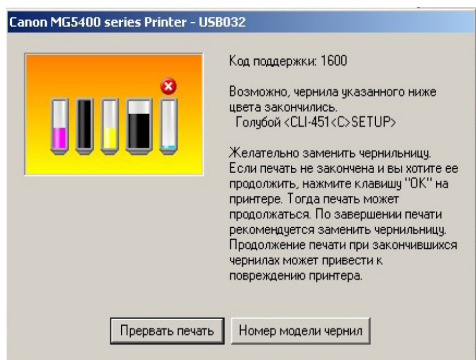 Canon MG5400 series Printer - USB032
Код поддержки: 1600
Возможно, чернила указанного ниже
цвета закончились.
Голубой <CLI-451<C>SETUP>
Желательно заменить чернильницу.
Если печать не закончена и вы хотите ее
продолжить, нажмите клавишу "ОК" на
принтере. Тогда печать может
продолжаться. По завершении печати
рекомендуется заменить чернильницу.
Продолжение печати при закончившихся
чернилах может привести к
повреждению принтера.
Прервать печать
Номер модели чернил